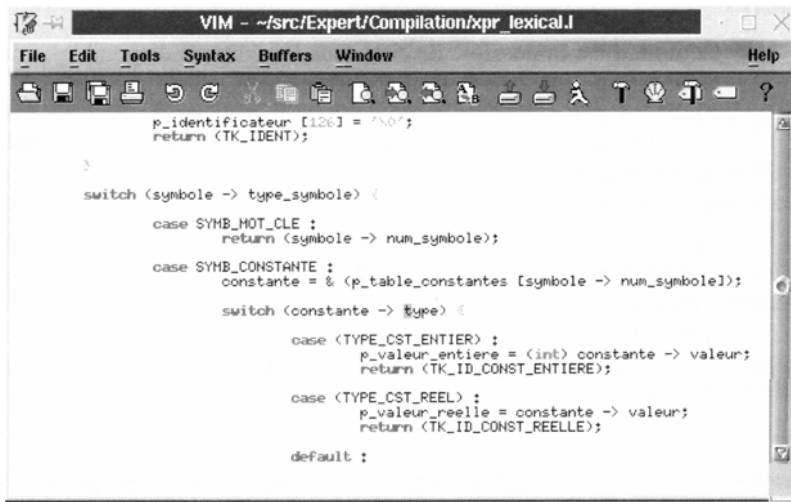 VIM - ~/src/Expert/Compilation/xpr_lexical.l
File Edit Tools Syntax Buffers Window Help
p_identificateur [126] = '\0';
return (TK_IDENT);
}
switch (symbole -> type_symbole) {
case SYMB_MOT_CLE :
return (symbole -> num_symbole);
case SYMB_CONSTANTE :
constante = & (p_table_constantes [symbole -> num_symbole]);
switch (constante -> type) {
case (TYPE_CST_ENTIER) :
p_valeur_entiere = (int) constante -> valeur;
return (TK_ID_CONST_ENTIERE);
case (TYPE_CST_REEL) :
p_valeur_reelle = constante -> valeur;
return (TK_ID_CONST_REELLE);
default :